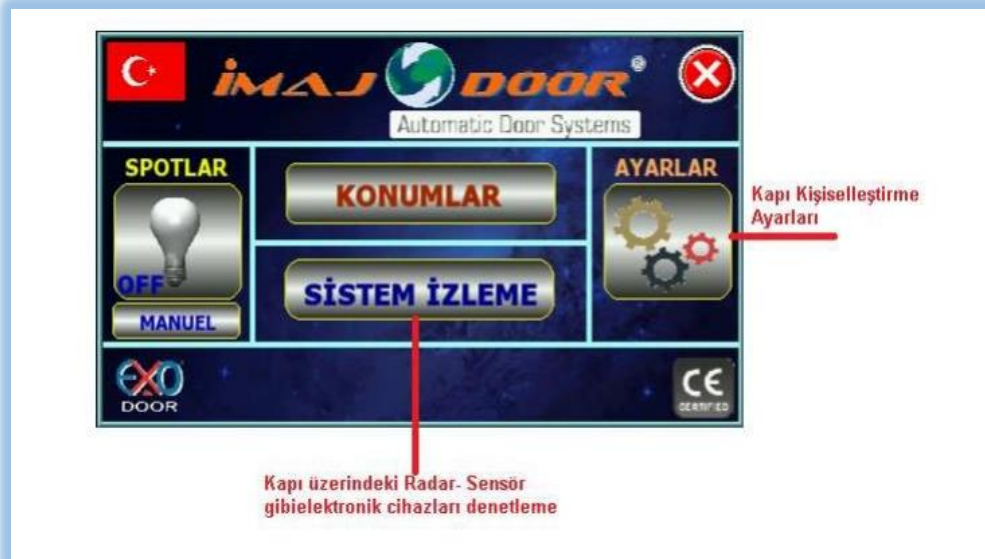 İMAJ DOOR®
Automatic Door Systems
SPOTLAR
KONUMLAR
AYARLAR
OFF
SİSTEM İZLEME
MANUEL
EXO
DOOR
CE
CERTIFIED
Kapı Kişiselleştirme
Ayarları
Kapı üzerindeki Radar- Sensör
gibielektronik cihazları denetleme